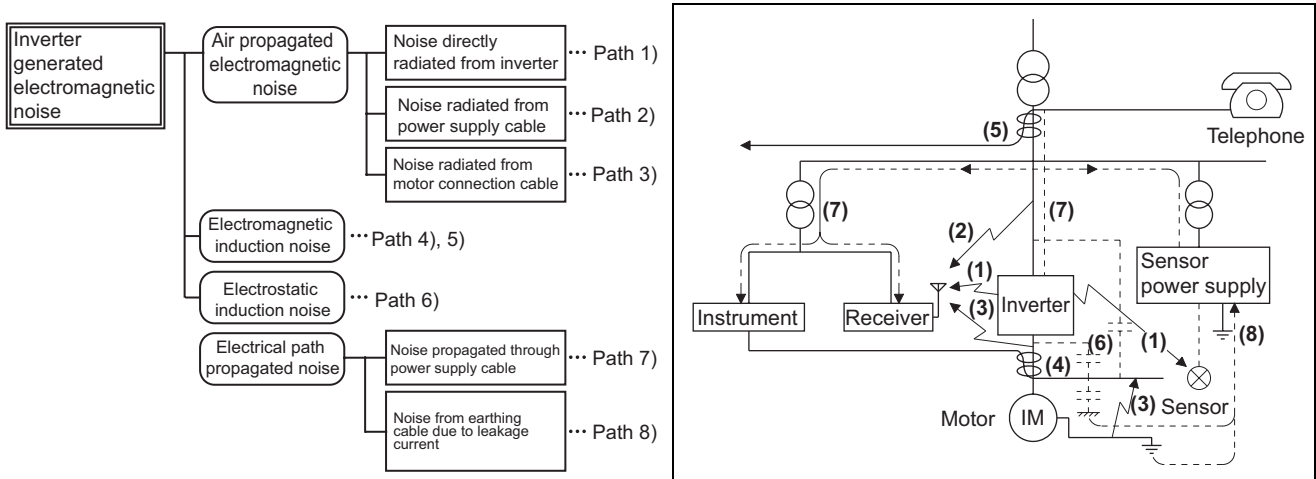 Inverter
generated
electromagnetic
noise
Air propagated
electromagnetic
noise
Noise directly
radiated from inverter
··· Path 1)
Noise radiated from
power supply cable
··· Path 2)
Noise radiated from
motor connection cable
··· Path 3)
Electromagnetic
induction noise
···Path 4), 5)
Electrostatic
induction noise
··· Path 6)
Electrical path
propagated noise
Noise propagated through
power supply cable
··· Path 7)
Noise from earthing
cable due to leakage
current
··· Path 8)
Telephone
(5)
(7)
(7)
(2)
(1)
(3)
Sensor
power supply
Instrument
Receiver
Inverter
(6)
(1)
(8)
(4)
(3)
Sensor
Motor
IM